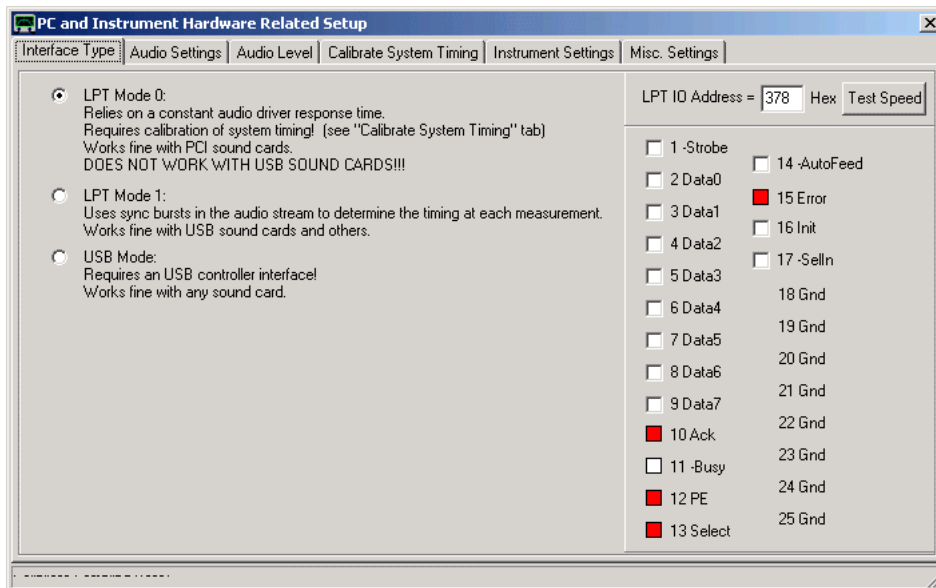 PC and Instrument Hardware Related Setup
Interface Type
Audio Settings
Audio Level
Calibrate System Timing
Instrument Settings
Misc. Settings
LPT Mode 0:
Relies on a constant audio driver response time.
Requires calibration of system timing! (see "Calibrate System Timing" tab)
Works fine with PCI sound cards.
DOES NOT WORK WITH USB SOUND CARDS!!!
LPT Mode 1:
Uses sync bursts in the audio stream to determine the timing at each measurement.
Works fine with USB sound cards and others.
USB Mode:
Requires an USB controller interface!
Works fine with any sound card.
LPT IO Address = 378 Hex
Test Speed
1 -Strobe
2 Data0
3 Data1
4 Data2
5 Data3
6 Data4
7 Data5
8 Data6
9 Data7
10 Ack
11 -Busy
12 PE
13 Select
14 -AutoFeed
15 Error
16 Init
17 -SelIn
18 Gnd
19 Gnd
20 Gnd
21 Gnd
22 Gnd
23 Gnd
24 Gnd
25 Gnd